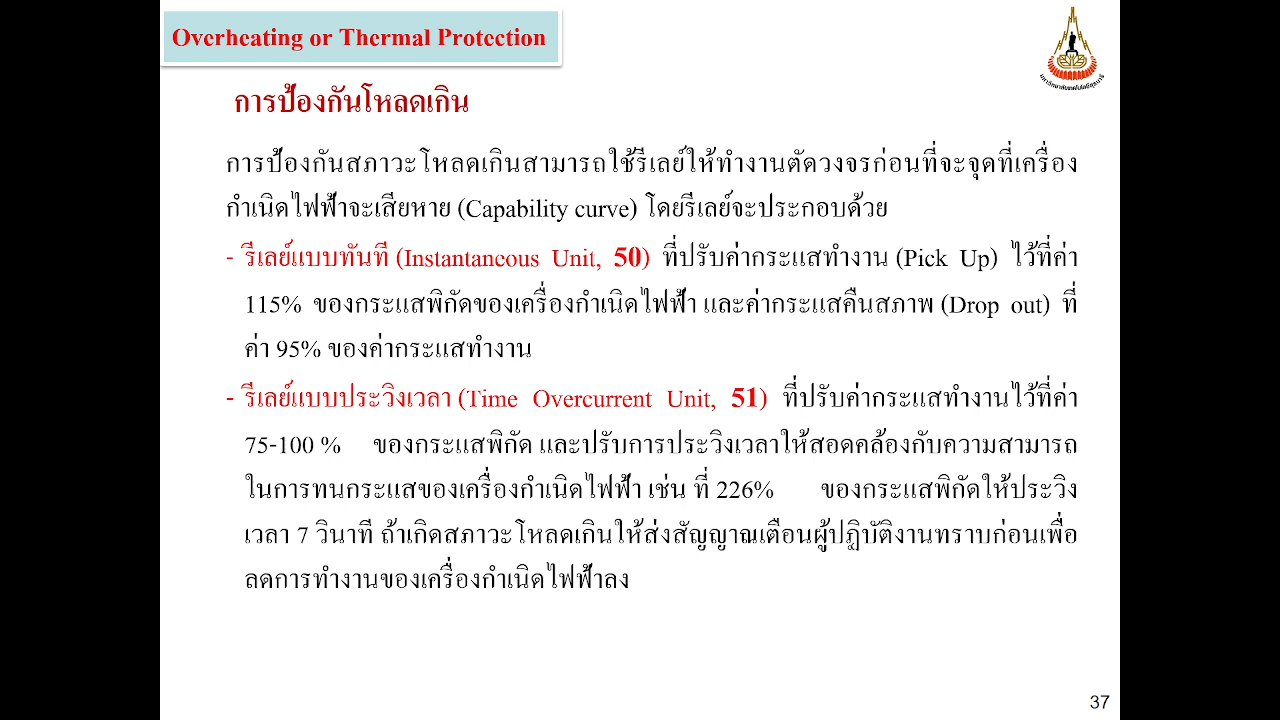 Overheating or Thermal Protection
มหาวิทยาลัยเทคโนโลยีสุรนารี
การป้องกันโหลดเกิน
การป้องกันสภาวะโหลดเกินสามารถใช้รีเลย์ให้ทำงานตัดวงจรก่อนที่จะจุดที่เครื่อง
กำเนิดไฟฟ้าจะเสียหาย (Capability curve) โดยรีเลย์จะประกอบด้วย
- รีเลย์แบบทันที (Instantaneous Unit, 50) ที่ปรับค่ากระแสทำงาน (Pick Up) ไว้ที่ค่า
115% ของกระแสพิกัดของเครื่องกำเนิดไฟฟ้า และค่ากระแสคืนสภาพ (Drop out) ที่
ค่า 95% ของค่ากระแสทำงาน
- รีเลย์แบบประวิงเวลา (Time Overcurrent Unit, 51) ที่ปรับค่ากระแสทำงานไว้ที่ค่า
75-100 % ของกระแสพิกัด และปรับการประวิงเวลาให้สอดคล้องกับความสามารถ
ในการทนกระแสของเครื่องกำเนิดไฟฟ้า เช่น ที่ 226% ของกระแสพิกัดให้ประวิง
เวลา 7 วินาที ถ้าเกิดสภาวะโหลดเกินให้ส่งสัญญาณเตือนผู้ปฏิบัติงานทราบก่อนเพื่อ
ลดการทำงานของเครื่องกำเนิดไฟฟ้าลง
37